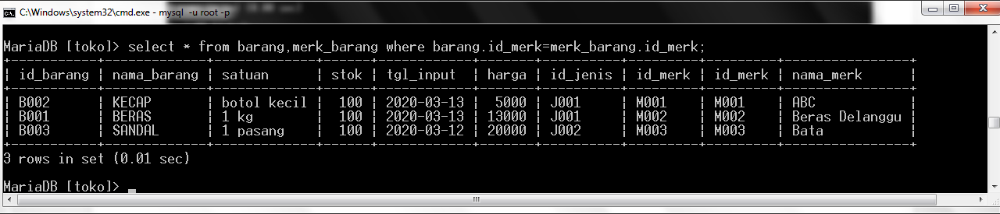 C:\Windows\system32\cmd.exe - mysql -u root -p
MariaDB [toko]> select * from barang,merk_barang where barang.id_merk=merk_barang.id_merk;
+-----------+-------------+-------------+------+------------+-------+----------+---------+---------+----------------+
| id_barang | nama_barang | satuan      | stok | tgl_input  | harga | id_jenis | id_merk | id_merk | nama_merk      |
+-----------+-------------+-------------+------+------------+-------+----------+---------+---------+----------------+
| B002      | KECAP       | botol kecil |  100 | 2020-03-13 |  5000 | J001     | M001    | M001    | ABC            |
| B001      | BERAS       | 1 kg        |  100 | 2020-03-13 | 13000 | J001     | M002    | M002    | Beras Delanggu |
| B003      | SANDAL      | 1 pasang    |  100 | 2020-03-12 | 20000 | J002     | M003    | M003    | Bata           |
+-----------+-------------+-------------+------+------------+-------+----------+---------+---------+----------------+
3 rows in set (0.01 sec)
MariaDB [toko]> _